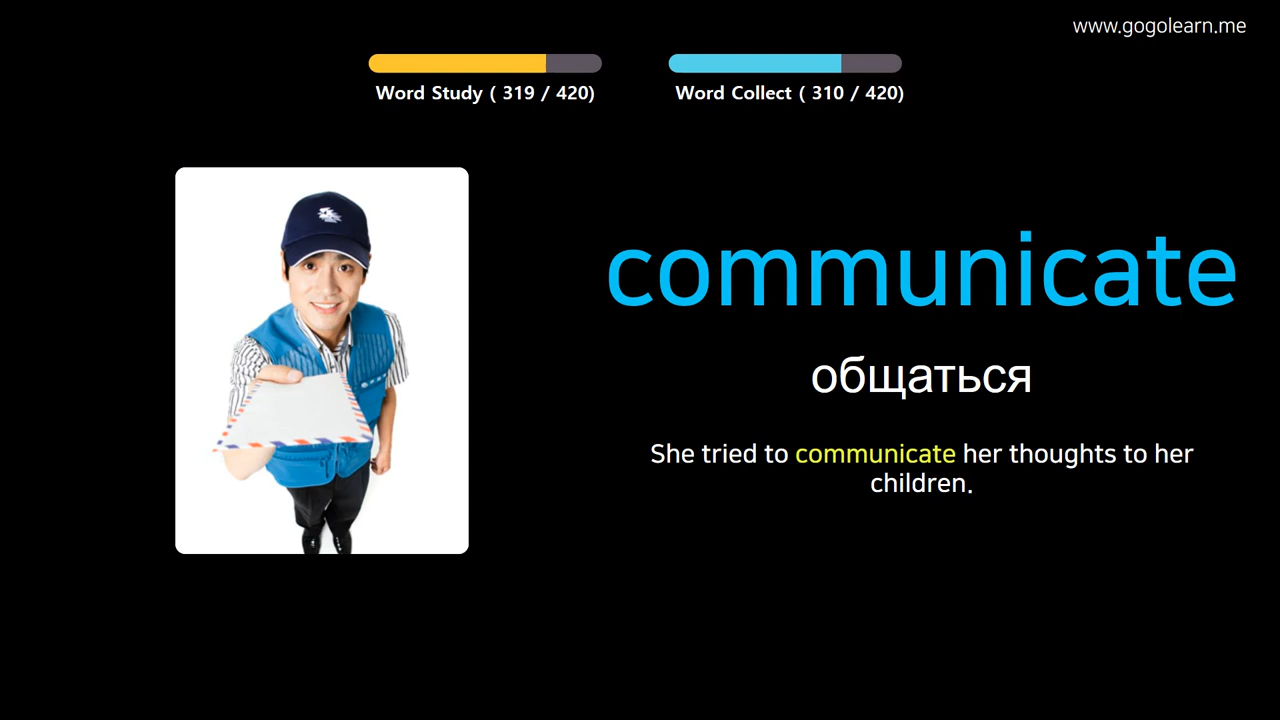 www.gogolearn.me
Word Study ( 319 / 420)
Word Collect ( 310 / 420)
communicate
общаться
She tried to communicate her thoughts to her
children.